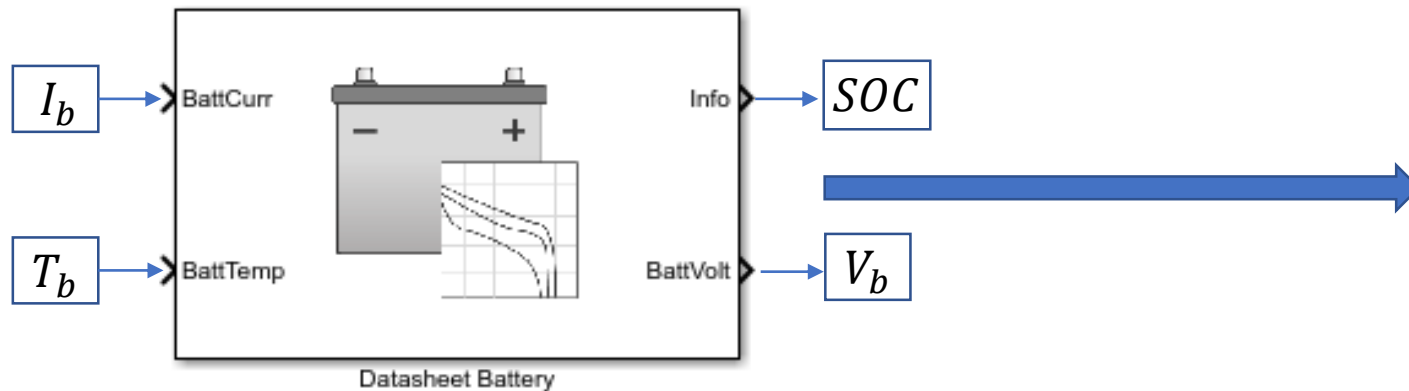 I_b
BattCurr
Info
SOC
− +
T_b
BattTemp
BattVolt
V_b
Datasheet Battery